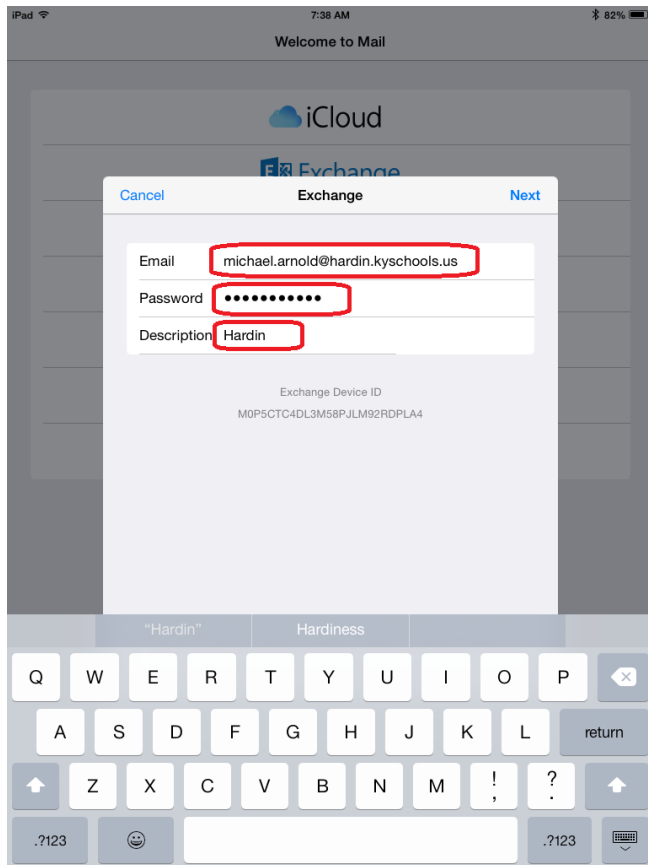 iPad 7:38 AM 82%
Welcome to Mail
iCloud
Exchange
Cancel Exchange Next
Email michael.arnold@hardin.kyschools.us
Password ●●●●●●●●●●●
Description Hardin
Exchange Device ID
M0P5CTC4DL3M58PJLM92RDPLA4
“Hardin” Hardiness
Q W E R T Y U I O P
A S D F G H J K L return
Z X C V B N M ! , ? .
.?123 .?123